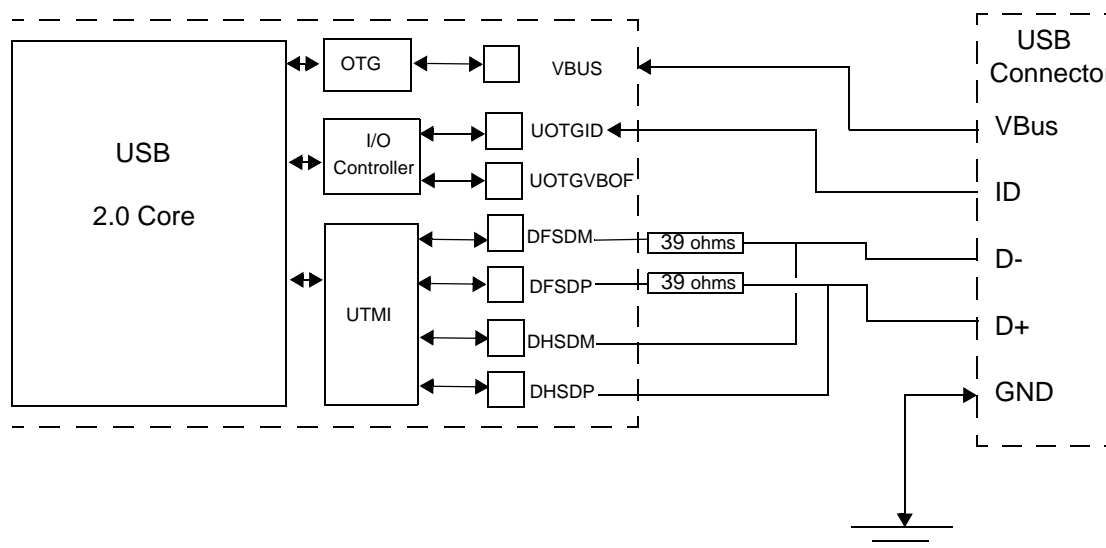 USB
2.0 Core
OTG
I/O
Controller
UTMI
VBUS
UOTGID
UOTGVBOF
DFSDM
DFSDP
DHSDM
DHSDP
39 ohms
39 ohms
USB
Connector
VBus
ID
D-
D+
GND